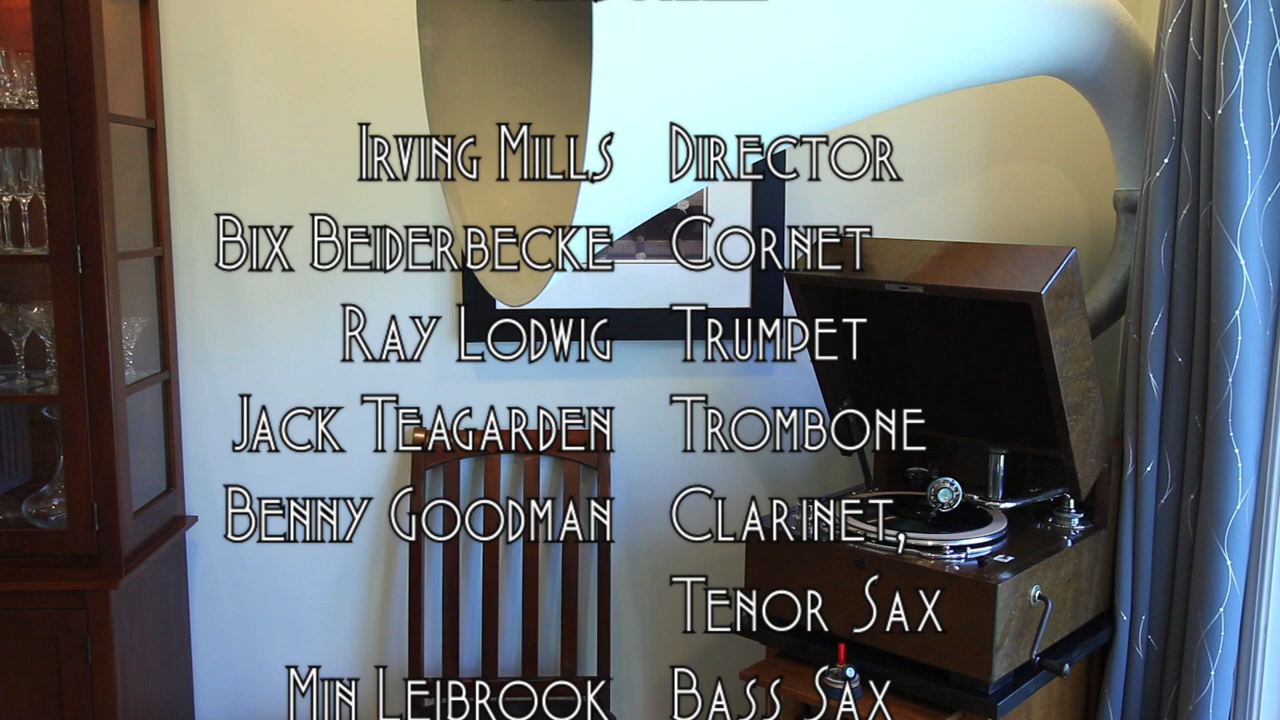 Irving Mills Director
Bix Beiderbecke Cornet
Ray Lodwig Trumpet
Jack Teagarden Trombone
Benny Goodman Clarinet,
Tenor Sax
Min Leibrook Bass Sax